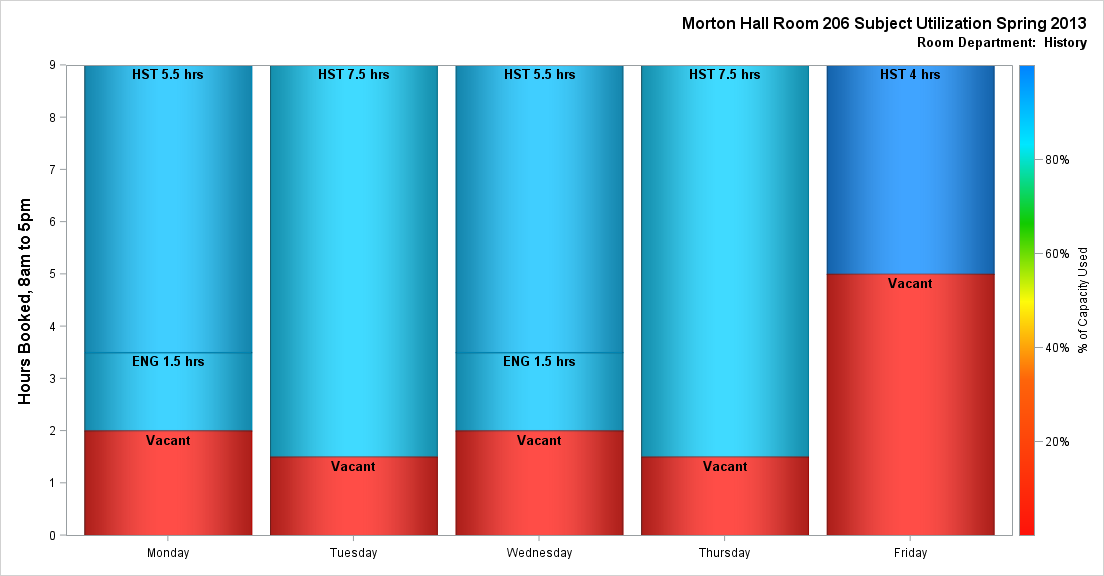 Morton Hall Room 206 Subject Utilization Spring 2013
Room Department: History
Hours Booked, 8am to 5pm
9
8
7
6
5
4
3
2
1
0
HST 5.5 hrs
ENG 1.5 hrs
Vacant
HST 7.5 hrs
Vacant
HST 5.5 hrs
ENG 1.5 hrs
Vacant
HST 7.5 hrs
Vacant
HST 4 hrs
Vacant
Monday
Tuesday
Wednesday
Thursday
Friday
80%
60%
40%
20%
% of Capacity Used